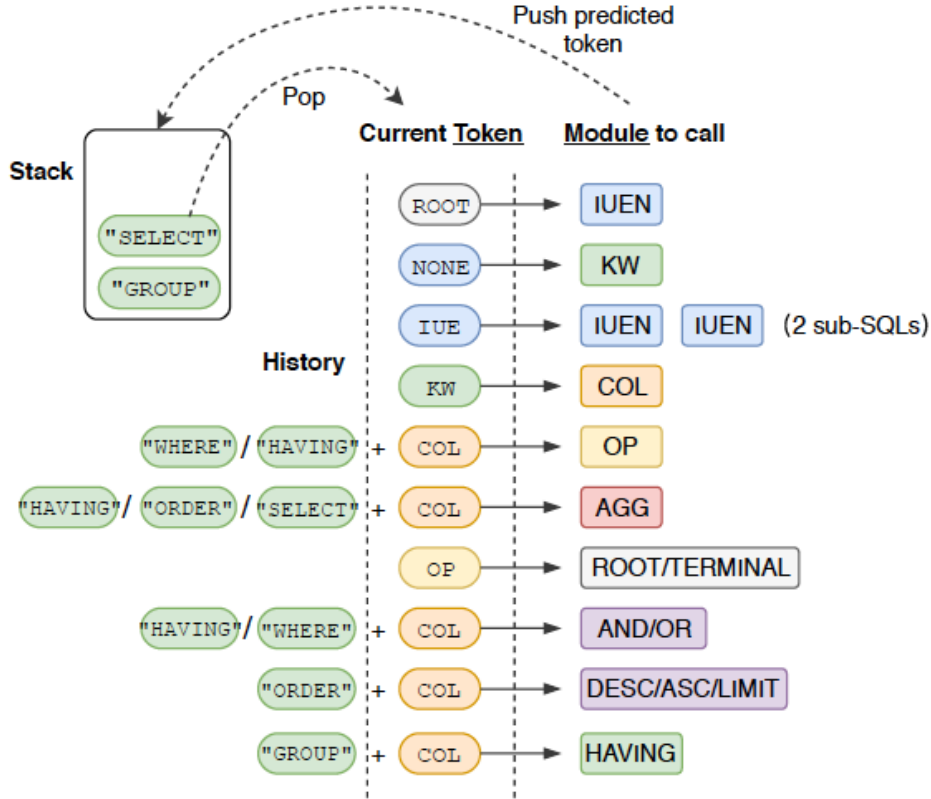 Push predicted
token
Pop
Current Token Module to call
Stack
ROOT IUEN
"SELECT"
NONE KW
"GROUP"
IUE IUEN IUEN (2 sub-SQLs)
History
KW COL
"WHERE" / "HAVING" + COL OP
"HAVING" / "ORDER" / "SELECT" + COL AGG
OP ROOT/TERMINAL
"HAVING" / "WHERE" + COL AND/OR
"ORDER" + COL DESC/ASC/LIMIT
"GROUP" + COL HAVING